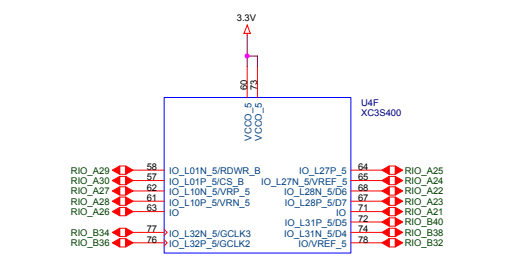 3.3V
60
73
VCCO_5
VCCO_5
U4F
XC3S400
RIO_A29 58 IO_L01N_5/RDWR_B IO_L27P_5 64 RIO_A25
RIO_A30 57 IO_L01P_5/CS_B IO_L27N_5/VREF_5 65 RIO_A24
RIO_A27 62 IO_L10N_5/VRP_5 IO_L28N_5/D6 68 RIO_A22
RIO_A28 61 IO_L10P_5/VRN_5 IO_L28P_5/D7 67 RIO_A23
RIO_A26 63 IO IO 71 RIO_A21
IO_L31P_5/D5 72 RIO_B40
RIO_B34 77 IO_L32N_5/GCLK3 IO_L31N_5/D4 74 RIO_B38
RIO_B36 76 IO_L32P_5/GCLK2 IO/VREF_5 78 RIO_B32